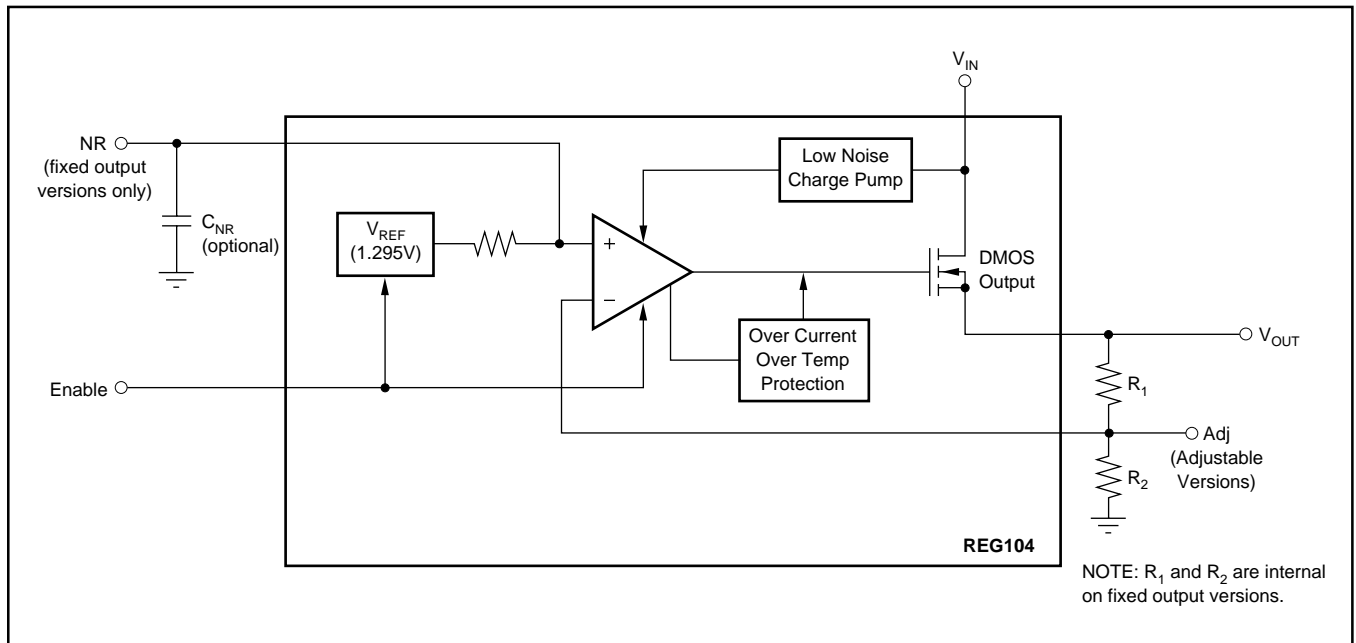 V_IN
NR
(fixed output
versions only)
C_NR
(optional)
V_REF
(1.295V)
+
−
Low Noise
Charge Pump
DMOS
Output
Over Current
Over Temp
Protection
V_OUT
R_1
Enable
Adj
(Adjustable
Versions)
R_2
REG104
NOTE: R_1 and R_2 are internal
on fixed output versions.